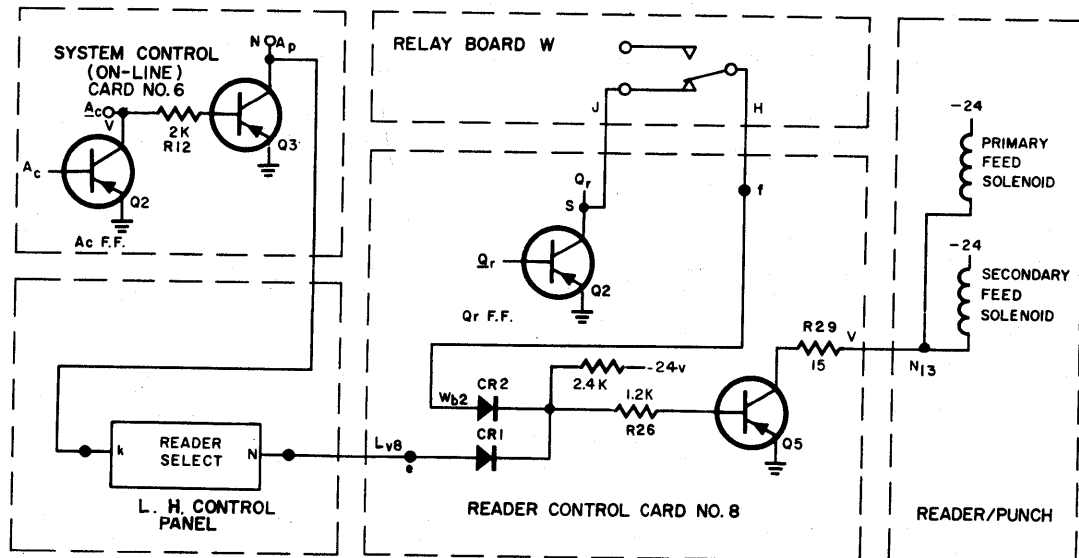 SYSTEM CONTROL
(ON-LINE)
CARD NO. 6
N Ap
Ac
V
2K
R12
Q3
Ac
Q2
Ac F.F.
RELAY BOARD W
J
H
Qr
S
f
Qr
Q2
Qr F.F.
-24
PRIMARY
FEED
SOLENOID
-24
SECONDARY
FEED
SOLENOID
R29
15
V
N13
2.4K
-24v
CR2
Wb2
1.2K
R26
CR1
Lv8
e
Q5
k
READER
SELECT
N
L. H. CONTROL
PANEL
READER CONTROL CARD NO. 8
READER/PUNCH